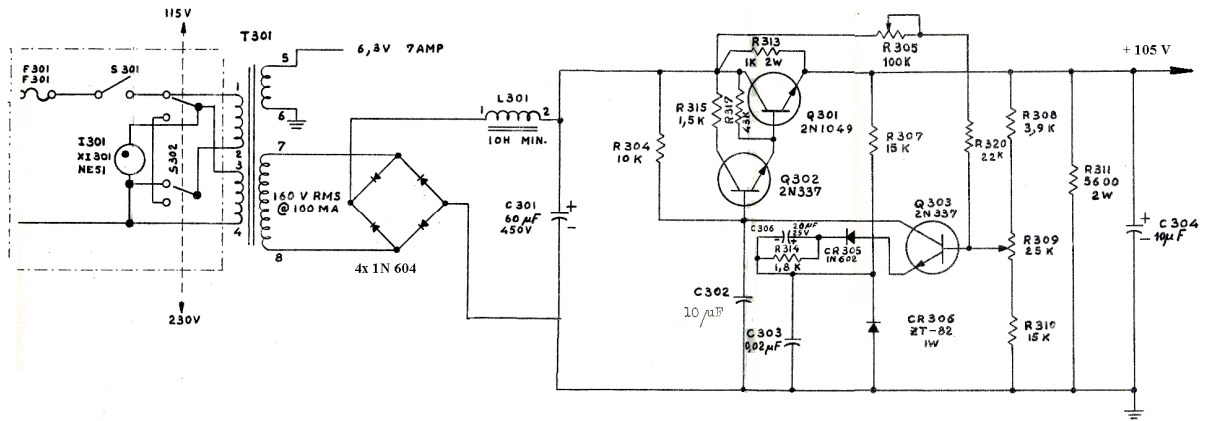 115V
F301
F301
S301
T301
1
2
3
4
5
6
7
8
6,3V 7AMP
I301
XI301
NE51
S302
230V
160 V RMS
@ 100 MA
4x 1N 604
1
L301
2
10H MIN.
C301
60 µF
450V
+
-
R304
10 K
R315
1,5K
R317
43K
R313
1K 2W
Q301
2N1049
Q302
2N337
R305
100K
R307
15 K
R320
22K
Q303
2N337
C306
20µF
25V
- +
R314
1,8 K
CR305
1N602
C302
10 µF
C303
0,02µF
CR306
ZT-82
1W
R308
3,9K
R309
25 K
R310
15 K
R311
5600
2W
+ 105 V
+
-
C304
10µF